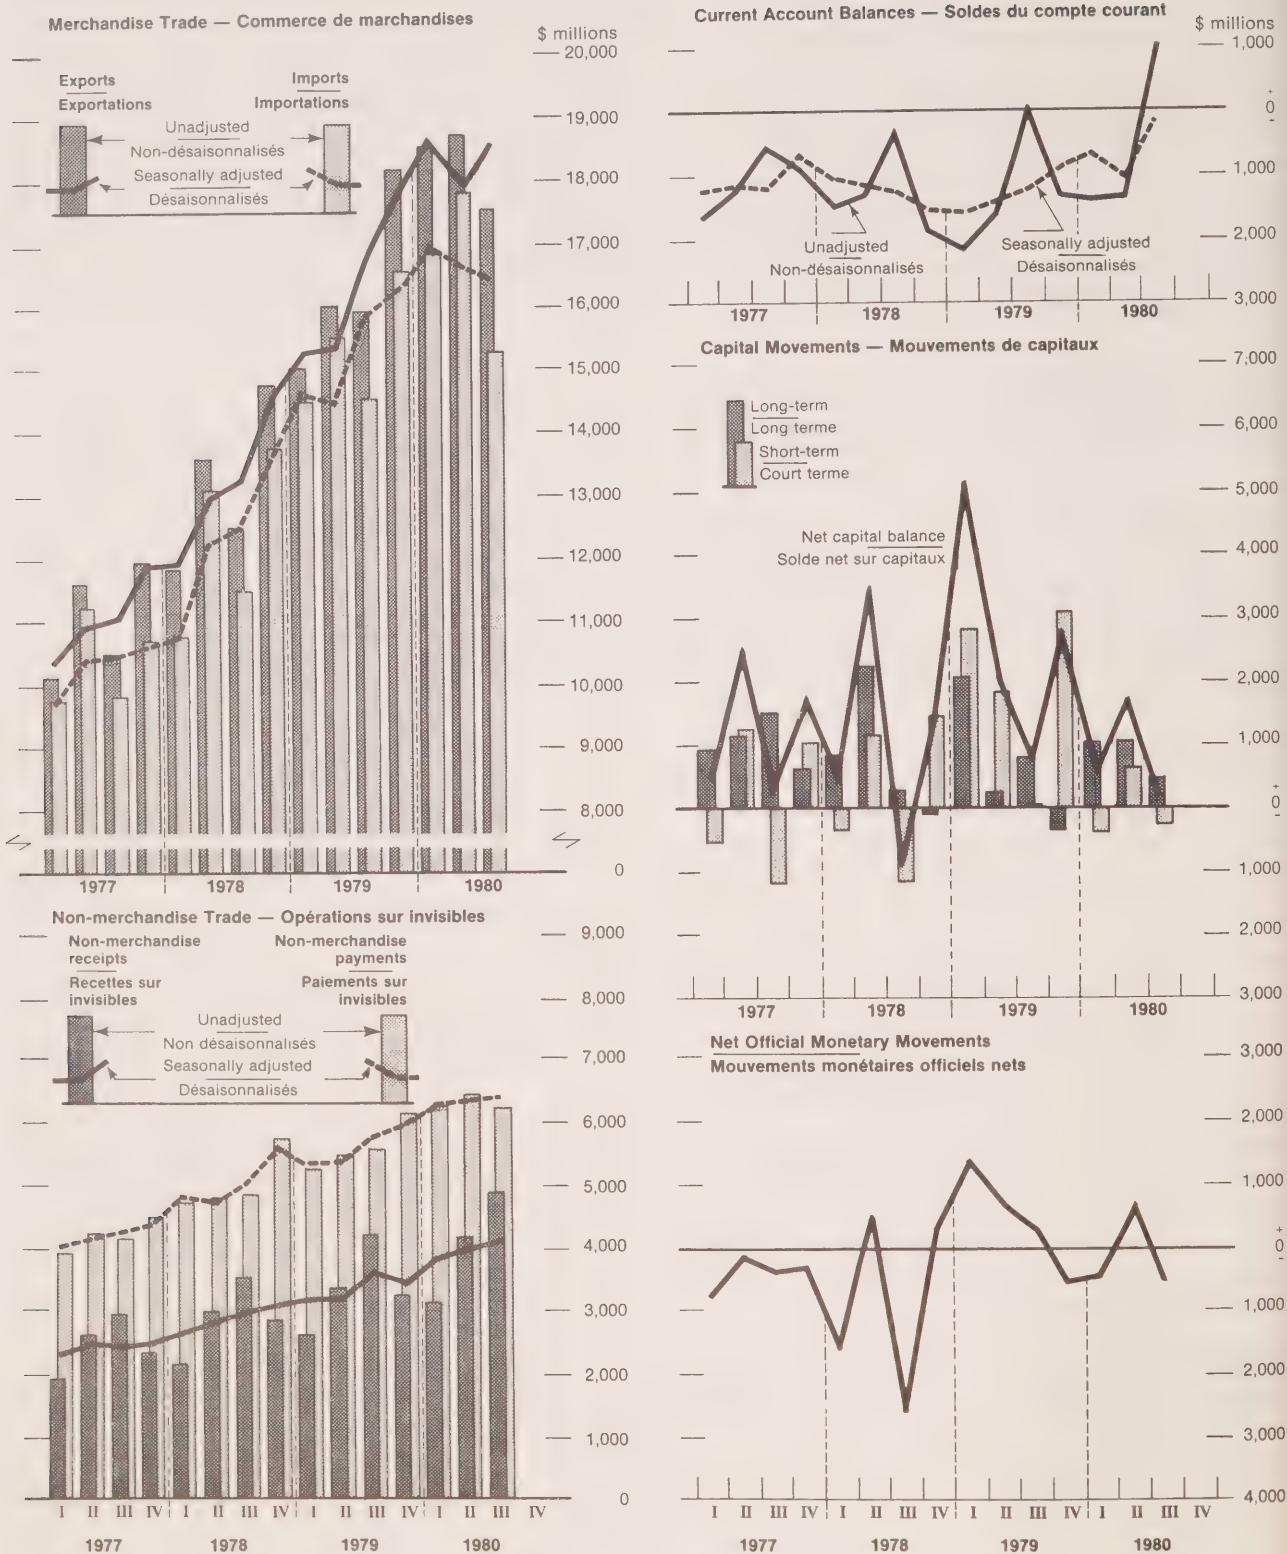 Merchandise Trade — Commerce de marchandises
$ millions
20,000
19,000
18,000
17,000
16,000
15,000
14,000
13,000
12,000
11,000
10,000
9,000
8,000
0
Exports
Exportations
Imports
Importations
Unadjusted
Non-désaisonnalisés
Seasonally adjusted
Désaisonnalisés
1977 1978 1979 1980
Non-merchandise Trade — Opérations sur invisibles
9,000
8,000
7,000
6,000
5,000
4,000
3,000
2,000
1,000
0
Non-merchandise
receipts
Recettes sur
invisibles
Non-merchandise
payments
Paiements sur
invisibles
Unadjusted
Non désaisonnalisés
Seasonally adjusted
Désaisonnalisés
I II III IV I II III IV I II III IV I II III IV
1977 1978 1979 1980
Current Account Balances — Soldes du compte courant
$ millions
1,000
+
0
-
1,000
2,000
3,000
Unadjusted
Non-désaisonnalisés
Seasonally adjusted
Désaisonnalisés
1977 1978 1979 1980
Capital Movements — Mouvements de capitaux
7,000
6,000
5,000
4,000
3,000
2,000
1,000
+
0
-
1,000
2,000
3,000
Long-term
Long terme
Short-term
Court terme
Net capital balance
Solde net sur capitaux
1977 1978 1979 1980
Net Official Monetary Movements
Mouvements monétaires officiels nets
3,000
2,000
1,000
+
0
-
1,000
2,000
3,000
4,000
I II III IV I II III IV I II III IV I II III IV
1977 1978 1979 1980